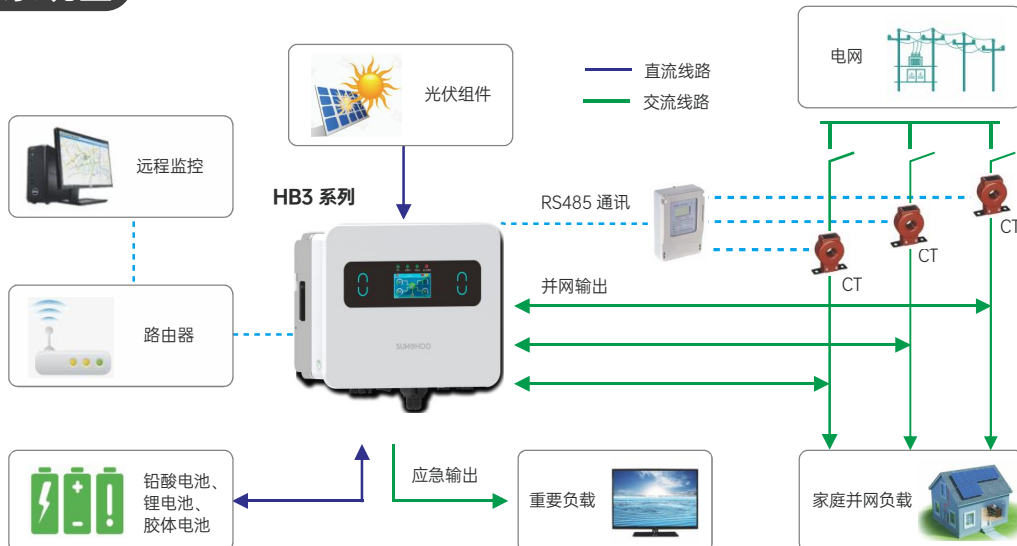 电网
光伏组件
直流线路
交流线路
远程监控
HB3 系列
RS485 通讯
CT
CT
CT
并网输出
路由器
SUNOHOO
铅酸电池、
锂电池、
胶体电池
应急输出
重要负载
家庭并网负载